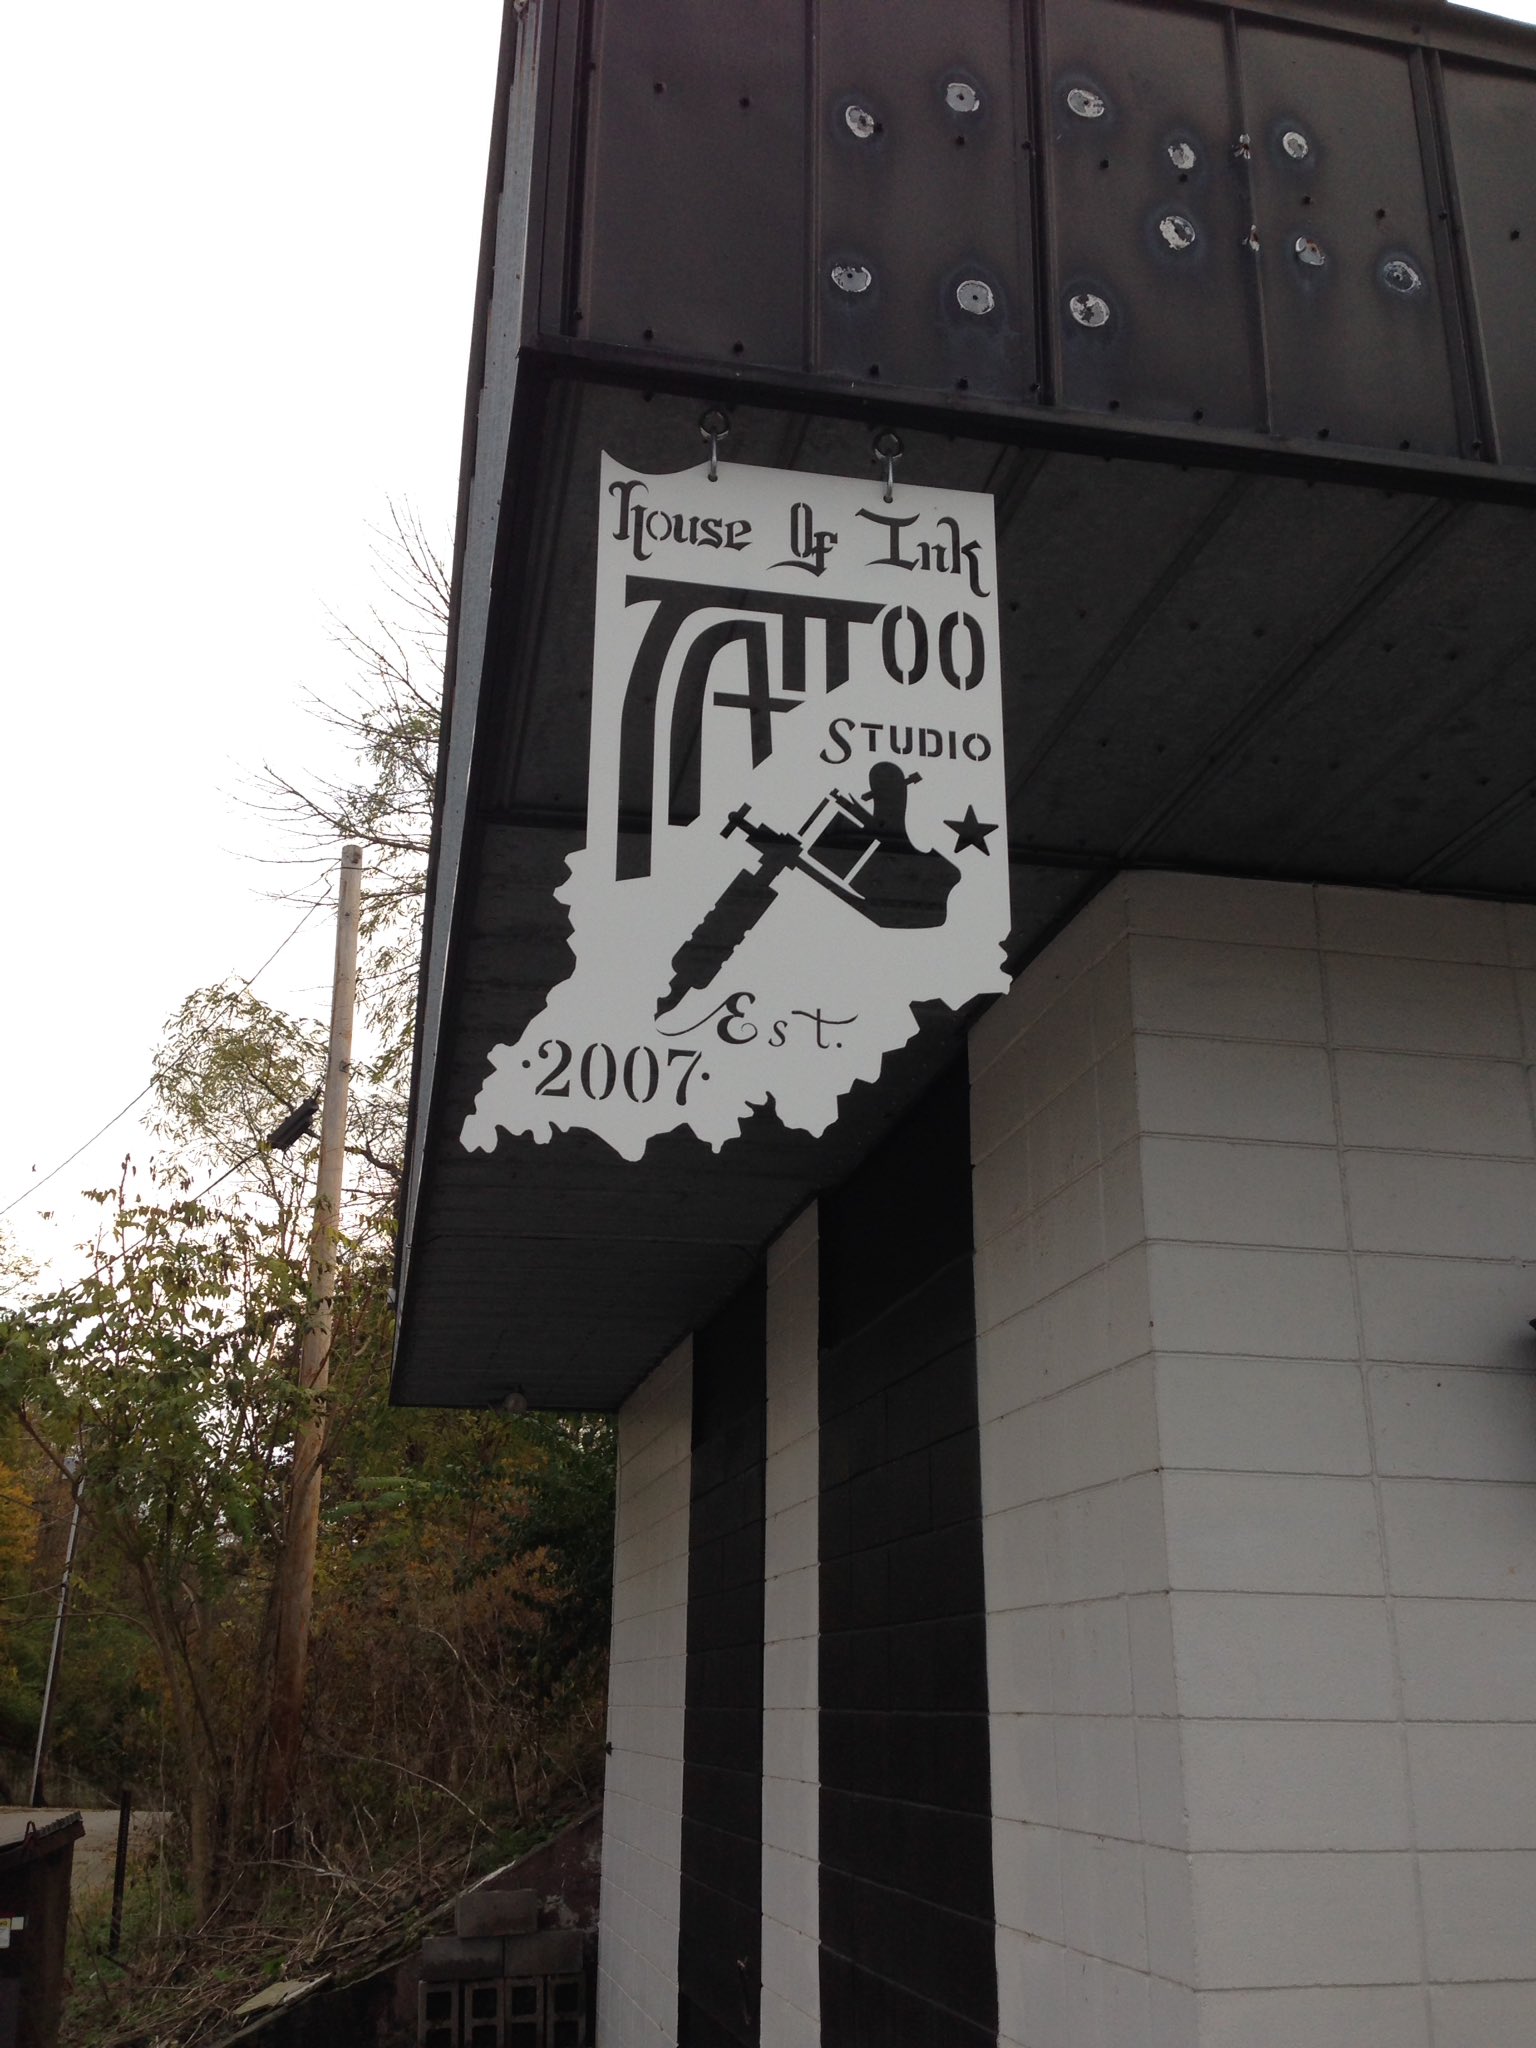 House Of Ink
TATTOO
STUDIO
Est.
·2007·